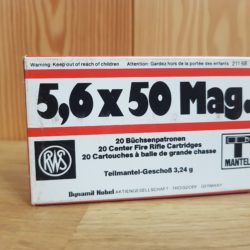 Warning: Keep out of reach of children Attention: Gardez hors de la portée des enfants 211 68
5,6 x 50 Mag.
RWS
20 Büchsenpatronen
20 Center Fire Rifle Cartridges
20 Cartouches à balle de grande chasse
MANTEL
Teilmantel-Geschoß 3,24 g
Dynamit Nobel AKTIENGESELLSCHAFT · TROISDORF · GERMANY